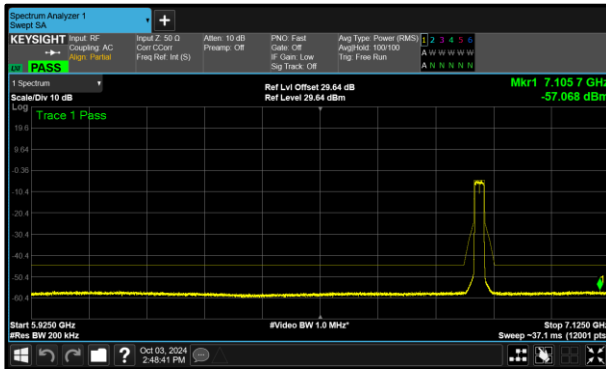 Spectrum Analyzer 1
Swept SA
KEYSIGHT Input: RF Input Z: 50 Ω Atten: 10 dB PNO: Fast Avg Type: Power (RMS) 1 2 3 4 5 6
Coupling: AC Corr CCorr Preamp: Off Gate: Off Avg|Hold: 100/100 A W W W W W
Align: Partial Freq Ref: Int (S) IF Gain: Low Trig: Free Run
PASS Sig Track: Off A N N N N N
1 Spectrum Ref Lvl Offset 29.64 dB Mkr1 7.105 7 GHz
Scale/Div 10 dB Ref Level 29.64 dBm -57.068 dBm
Log
Trace 1 Pass
19.6
9.64
-0.36
-10.4
-20.4
-30.4
-40.4
-50.4
-60.4
Start 5.9250 GHz #Video BW 1.0 MHz* Stop 7.1250 GHz
#Res BW 200 kHz Sweep ~37.1 ms (12001 pts)
Oct 03, 2024
2:48:41 PM